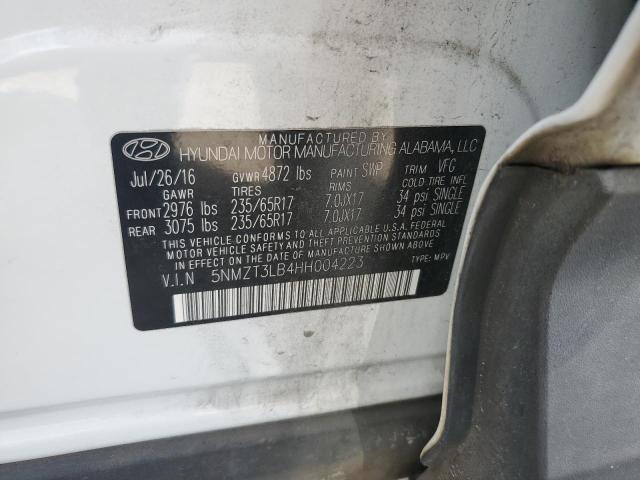 MANUFACTURED BY
HYUNDAI MOTOR MANUFACTURING ALABAMA, LLC
Jul/26/16 GVWR 4872 lbs PAINT SWP TRIM VFG
GAWR TIRES RIMS COLD TIRE INFL
FRONT 2976 lbs 235/65R17 7.0JX17 34 psi SINGLE
REAR 3075 lbs 235/65R17 7.0JX17 34 psi SINGLE
THIS VEHICLE CONFORMS TO ALL APPLICABLE U.S. FEDERAL
MOTOR VEHICLE SAFETY AND THEFT PREVENTION STANDARDS
IN EFFECT ON THE DATE OF MANUFACTURE SHOWN ABOVE.
V.I.N 5NMZT3LB4HH004223 TYPE MPV